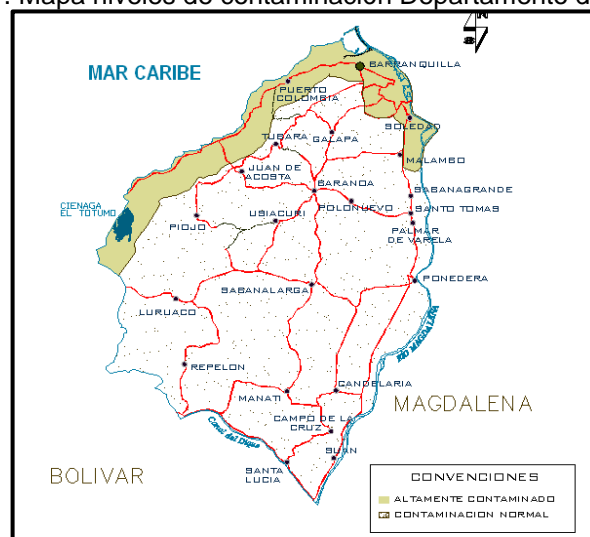 . Mapa niveles de contaminación Departamento d
MAR CARIBE
BARRANQUILLA
PUERTO
COLOMBIA
SOLEDAD
TUBARA
GALAPA
MALAMBO
JUAN DE
ACOSTA
BARANOA
SABANAGRANDE
CIENAGA
EL TOTUMO
PIOJO
USIACURI
POLONUEVO
SANTO TOMAS
PALMAR
DE VARELA
PONEDERA
SABANALARGA
LURUACO
RIO MAGDALENA
REPELON
MANATI
CANDELARIA
MAGDALENA
CAMPO DE LA
CRUZ
Canal del Dique
SUAN
SANTA
LUCIA
BOLIVAR
CONVENCIONES
ALTAMENTE CONTAMINADO
CONTAMINACION NORMAL